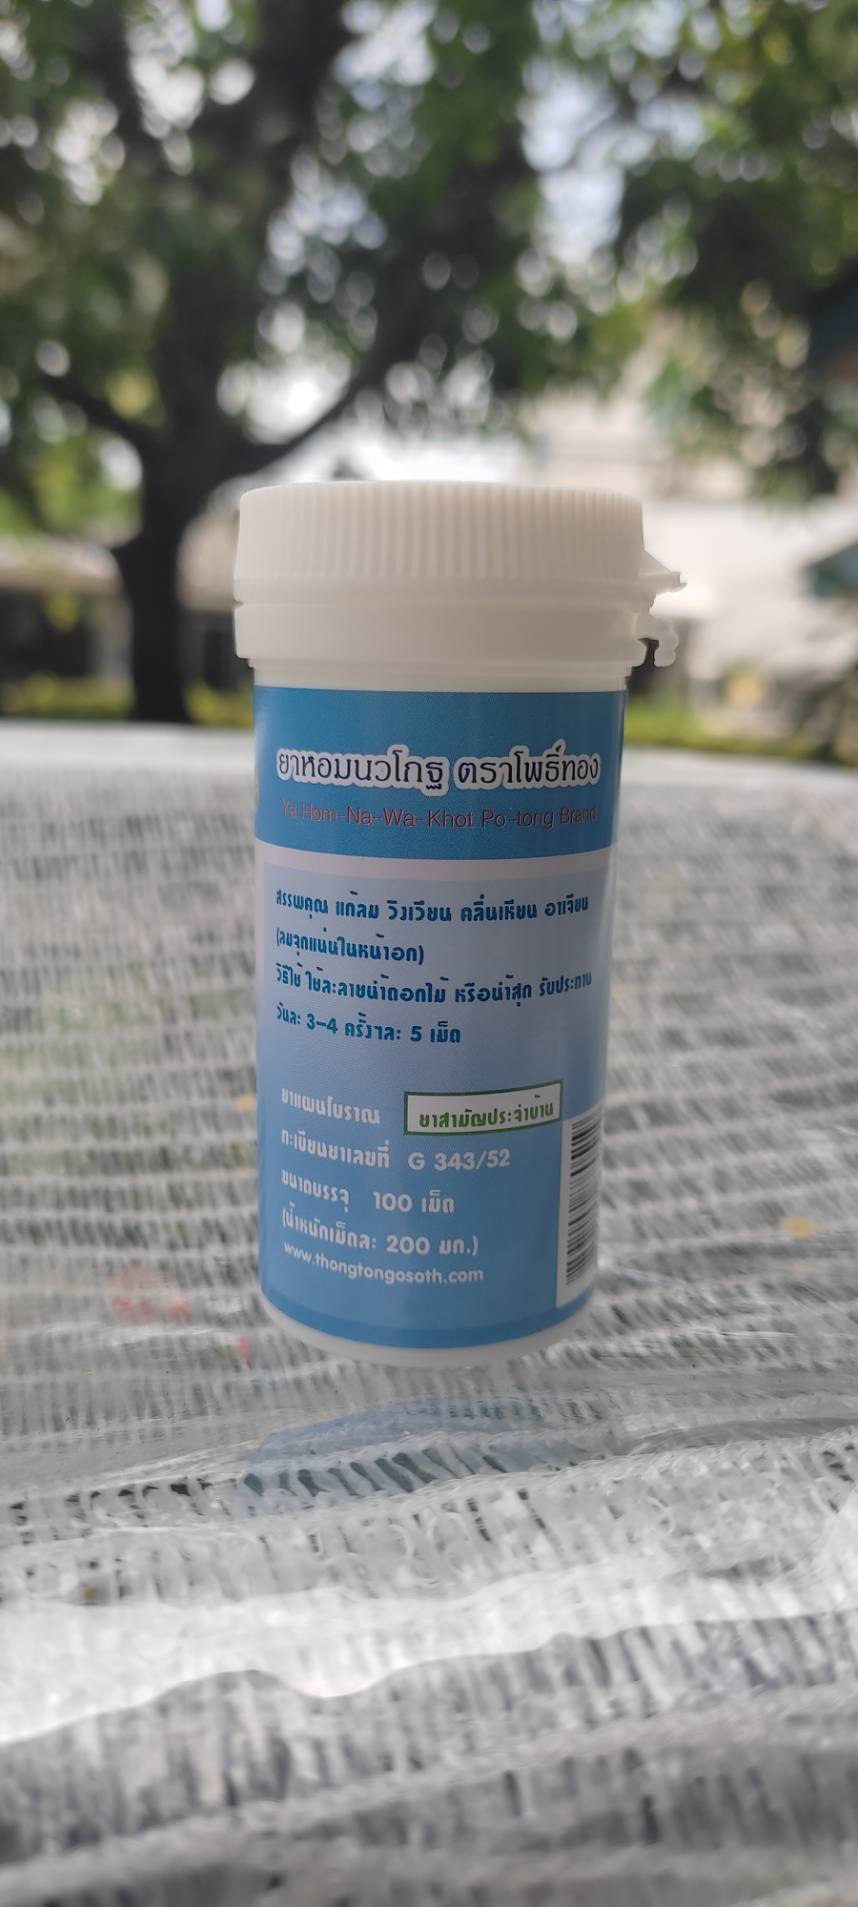 ยาหอมนวโกฐ ตราโพธิ์ทอง
Ya Hom-Na-Wa-Khot Po-tong Brand
สรรพคุณ แก้ลม วิงเวียน คลื่นเหียน อาเจียน
(ลมจุกแน่นในหน้าอก)
วิธีใช้ ใช้ละลายน้ำดอกไม้ หรือน้ำสุก รับประทาน
วันละ 3-4 ครั้งๆละ 5 เม็ด
ยาแผนโบราณ ยาสามัญประจำบ้าน
ทะเบียนยาเลขที่ G 343/52
ขนาดบรรจุ 100 เม็ด
(น้ำหนักเม็ดละ 200 มก.)
www.thongtongosoth.com